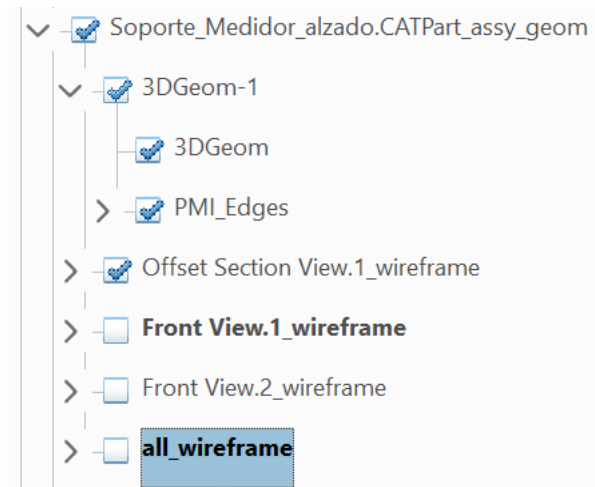 Soporte_Medidor_alzado.CATPart_assy_geom
3DGeom-1
3DGeom
PMI_Edges
Offset Section View.1_wireframe
Front View.1_wireframe
Front View.2_wireframe
all_wireframe